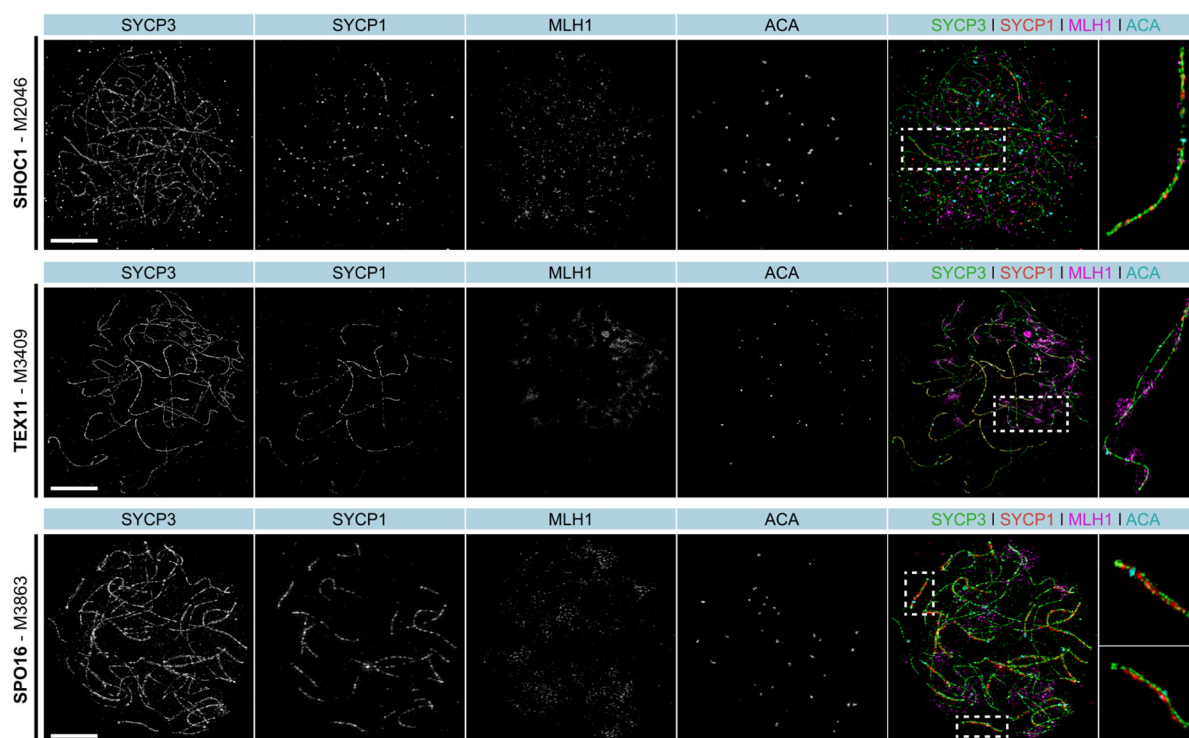 SYCP3 SYCP1 MLH1 ACA SYCP3 I SYCP1 I MLH1 I ACA
SHOC1 - M2046
SYCP3 SYCP1 MLH1 ACA SYCP3 I SYCP1 I MLH1 I ACA
TEX11 - M3409
SYCP3 SYCP1 MLH1 ACA SYCP3 I SYCP1 I MLH1 I ACA
SPO16 - M3863